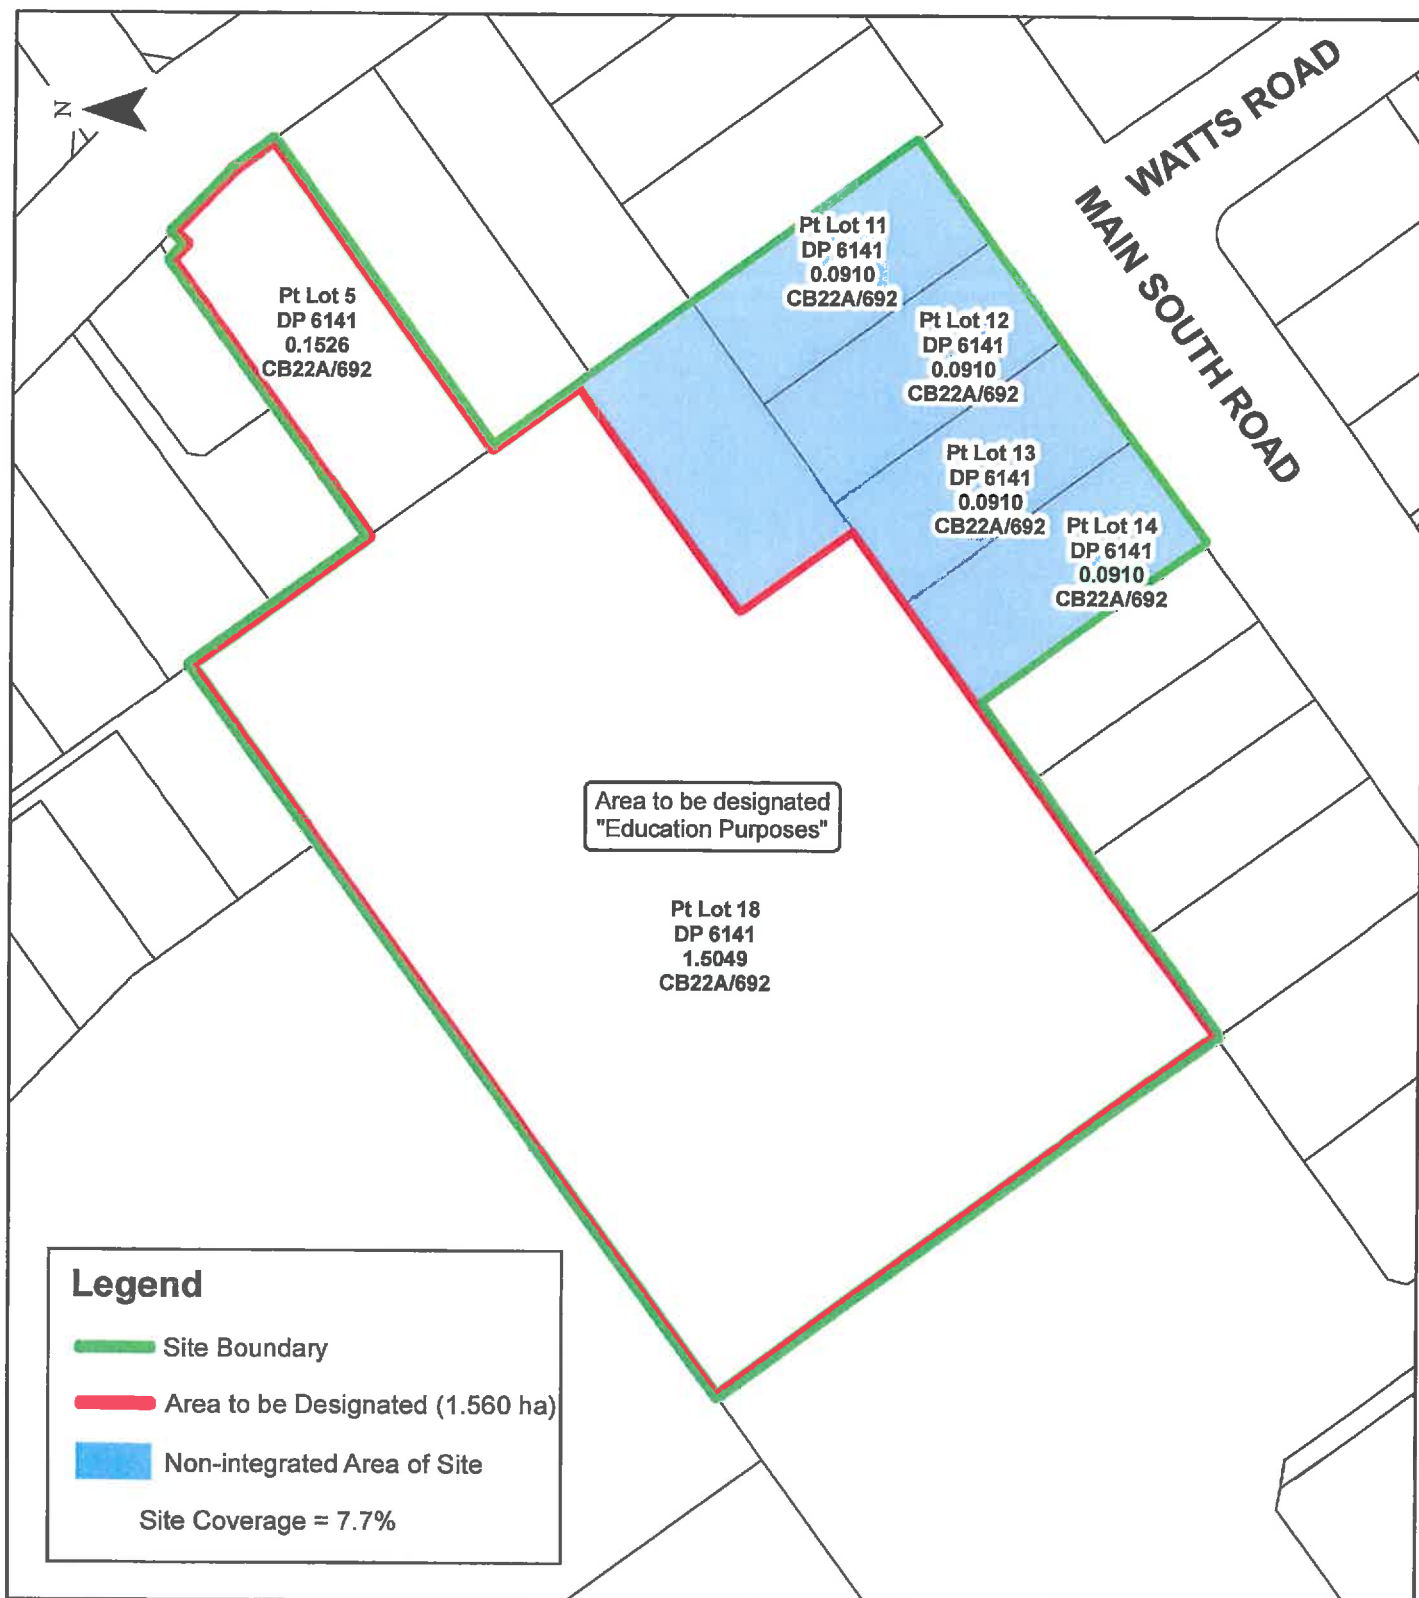 N
WATTS ROAD
MAIN SOUTH ROAD
Pt Lot 11
DP 6141
0.0910
CB22A/692
Pt Lot 5
DP 6141
0.1526
CB22A/692
Pt Lot 12
DP 6141
0.0910
CB22A/692
Pt Lot 13
DP 6141
0.0910
CB22A/692
Pt Lot 14
DP 6141
0.0910
CB22A/692
Area to be designated
"Education Purposes"
Pt Lot 18
DP 6141
1.5049
CB22A/692
Legend
Site Boundary
Area to be Designated (1.560 ha)
Non-integrated Area of Site
Site Coverage = 7.7%